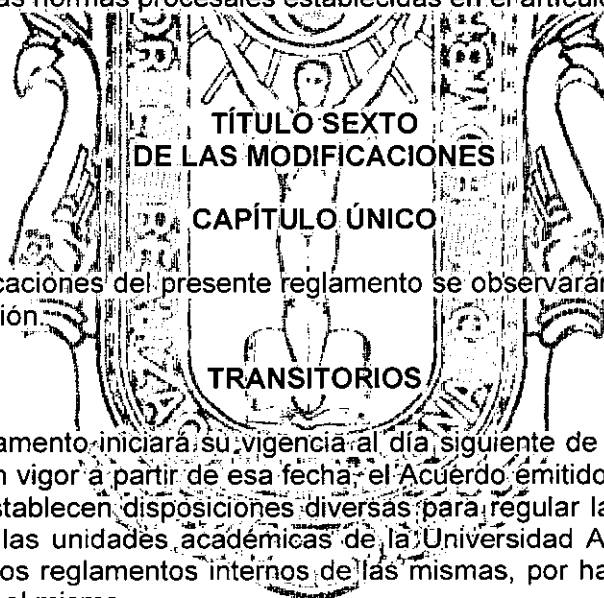 as normas procesales establecidas en el artículo
TÍTULO SEXTO
DE LAS MODIFICACIONES
CAPÍTULO ÚNICO
caciones del presente reglamento se observarán
ión.
TRANSITORIOS
amento iniciará su vigencia al día siguiente de
n vigor a partir de esa fecha, el Acuerdo emitido
stablecen disposiciones diversas para regular la
las unidades académicas de la Universidad A
os reglamentos internos de las mismas, por ha
el mismo